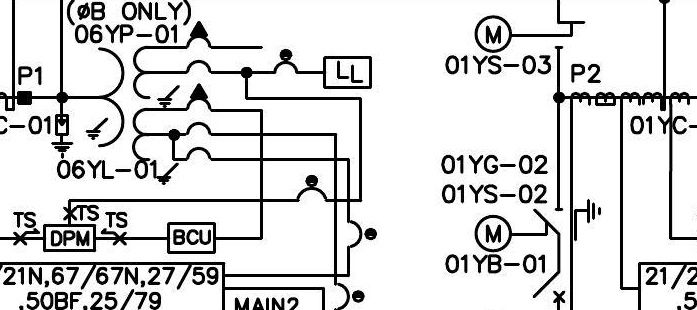 (ØB ONLY)
06YP-01
P1
LL
C-01
06YL-01
TS
TS
TS
DPM
BCU
/21N,67/67N,27/59
.50BF,25/79
MAIN2
M
01YS-03
P2
01YC-
01YG-02
01YS-02
M
01YB-01
21/2
.5